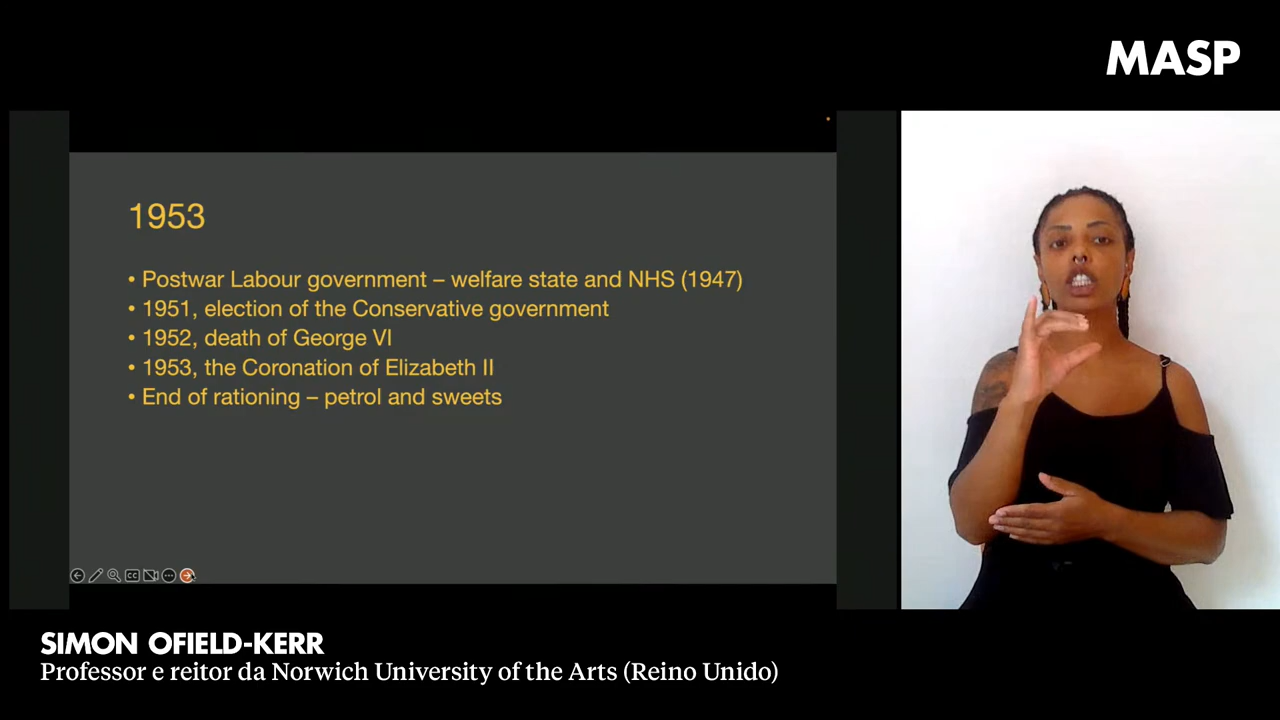 MASP
1953
• Postwar Labour government – welfare state and NHS (1947)
• 1951, election of the Conservative government
• 1952, death of George VI
• 1953, the Coronation of Elizabeth II
• End of rationing – petrol and sweets
CC
SIMON OFIELD-KERR
Professor e reitor da Norwich University of the Arts (Reino Unido)